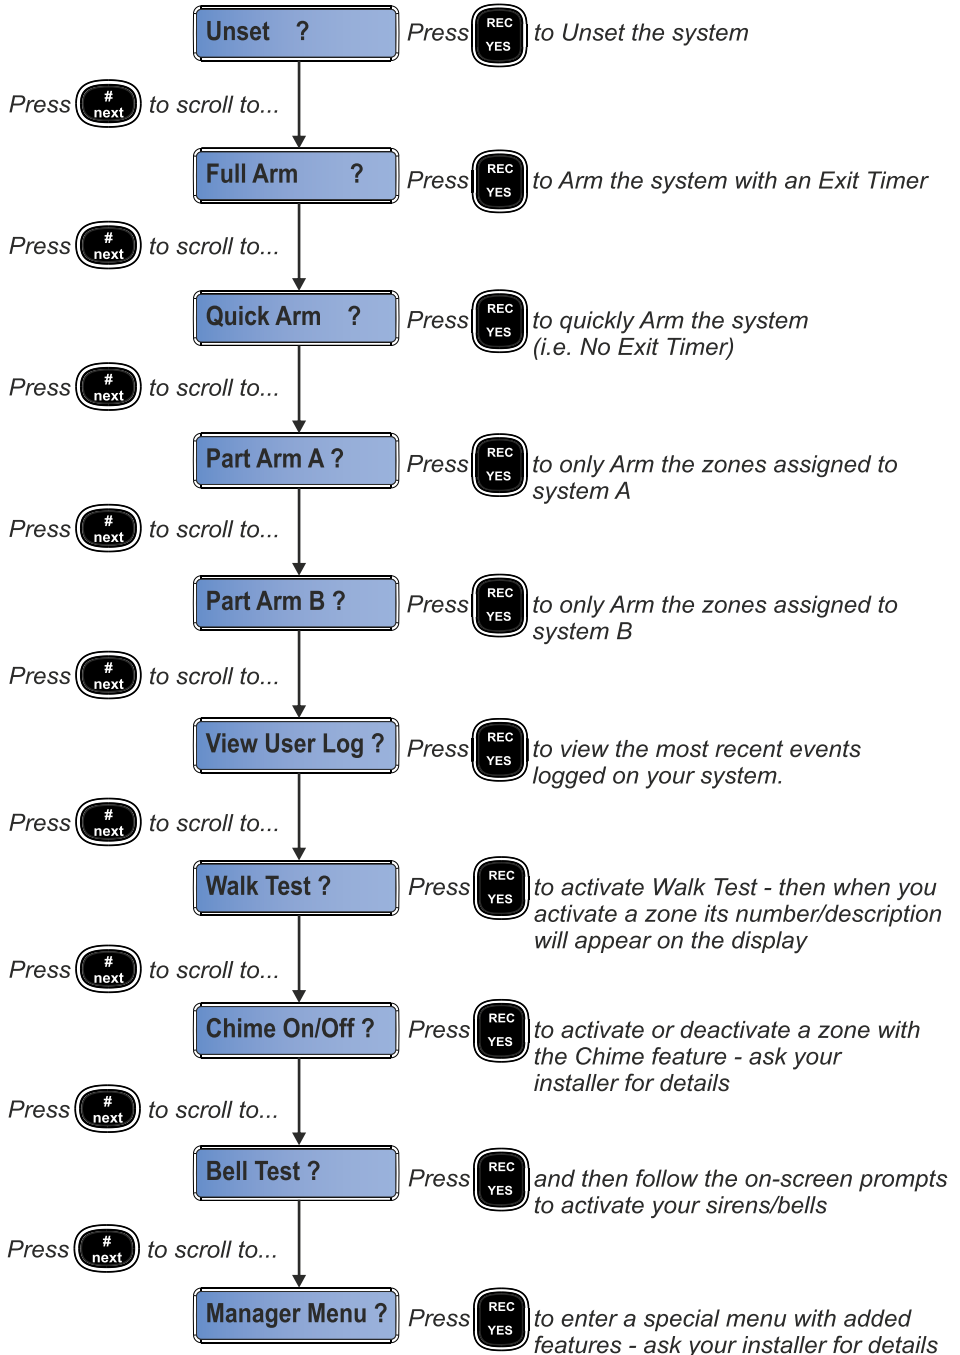 Unset ?
Press REC YES to Unset the system
Press # next to scroll to...
Full Arm ?
Press REC YES to Arm the system with an Exit Timer
Press # next to scroll to...
Quick Arm ?
Press REC YES to quickly Arm the system
(i.e. No Exit Timer)
Press # next to scroll to...
Part Arm A ?
Press REC YES to only Arm the zones assigned to
system A
Press # next to scroll to...
Part Arm B ?
Press REC YES to only Arm the zones assigned to
system B
Press # next to scroll to...
View User Log ?
Press REC YES to view the most recent events
logged on your system.
Press # next to scroll to...
Walk Test ?
Press REC YES to activate Walk Test - then when you
activate a zone its number/description
will appear on the display
Press # next to scroll to...
Chime On/Off ?
Press REC YES to activate or deactivate a zone with
the Chime feature - ask your
installer for details
Press # next to scroll to...
Bell Test ?
Press REC YES and then follow the on-screen prompts
to activate your sirens/bells
Press # next to scroll to...
Manager Menu ?
Press REC YES to enter a special menu with added
features - ask your installer for details